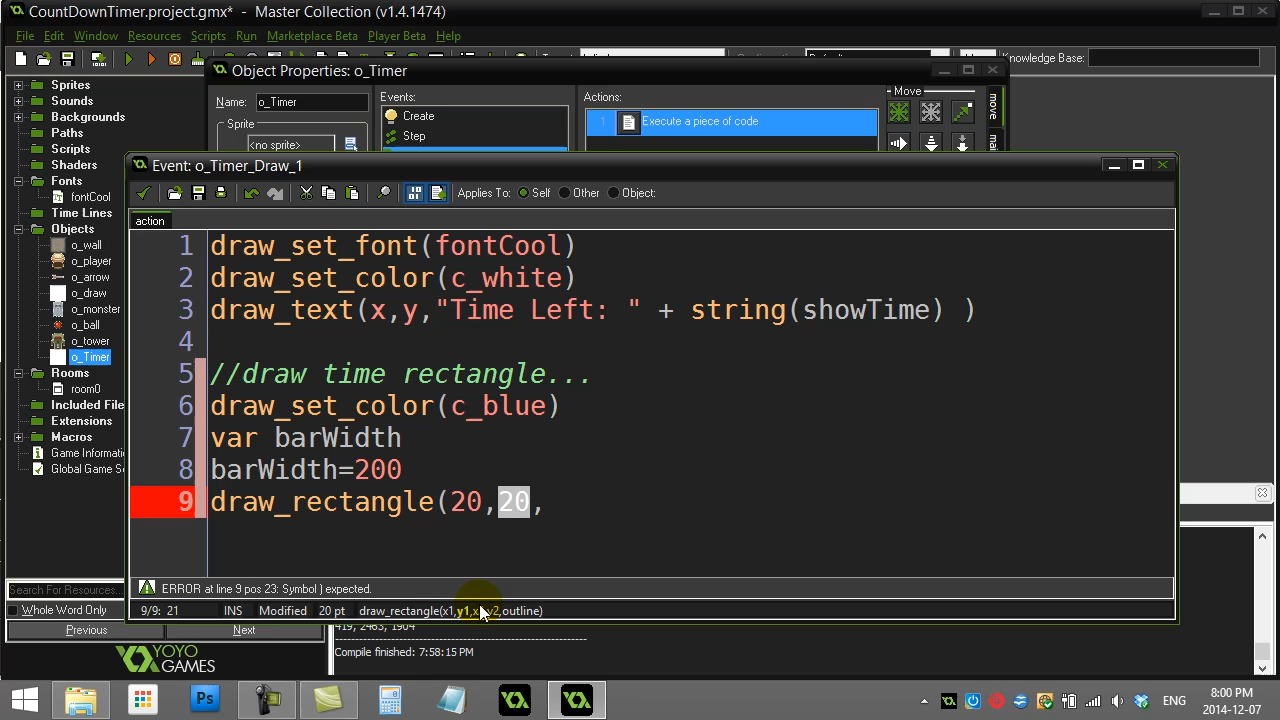 CountDownTimer.project.gmx* - Master Collection (v1.4.1474)
File Edit Window Resources Scripts Run Marketplace Beta Player Beta Help
Knowledge Base:
Object Properties: o_Timer
Name: o_Timer
Events:
Actions:
Move
Sprite
<no sprite>
Create
Step
1 Execute a piece of code
move
Sprites
Sounds
Backgrounds
Paths
Scripts
Shaders
Fonts
fontCool
Time Lines
Objects
o_wall
o_player
o_arrow
o_draw
o_monster
o_ball
o_tower
o_Timer
Rooms
room0
Included File
Extensions
Macros
Game Informati
Global Game Se
Event: o_Timer_Draw_1
Applies To: Self Other Object:
action
1 draw_set_font(fontCool)
2 draw_set_color(c_white)
3 draw_text(x,y,"Time Left: " + string(showTime) )
4
5 //draw time rectangle...
6 draw_set_color(c_blue)
7 var barWidth
8 barWidth=200
9 draw_rectangle(20,20,
ERROR at line 9 pos 23: Symbol ) expected.
9/9: 21 INS Modified 20 pt draw_rectangle(x1,y1,x2,y2,outline)
Search For Resources...
Whole Word Only
Previous Next
YOYO
GAMES
419, 2463, 1904
Compile finished: 7:58:15 PM
Ps
ENG
8:00 PM
2014-12-07